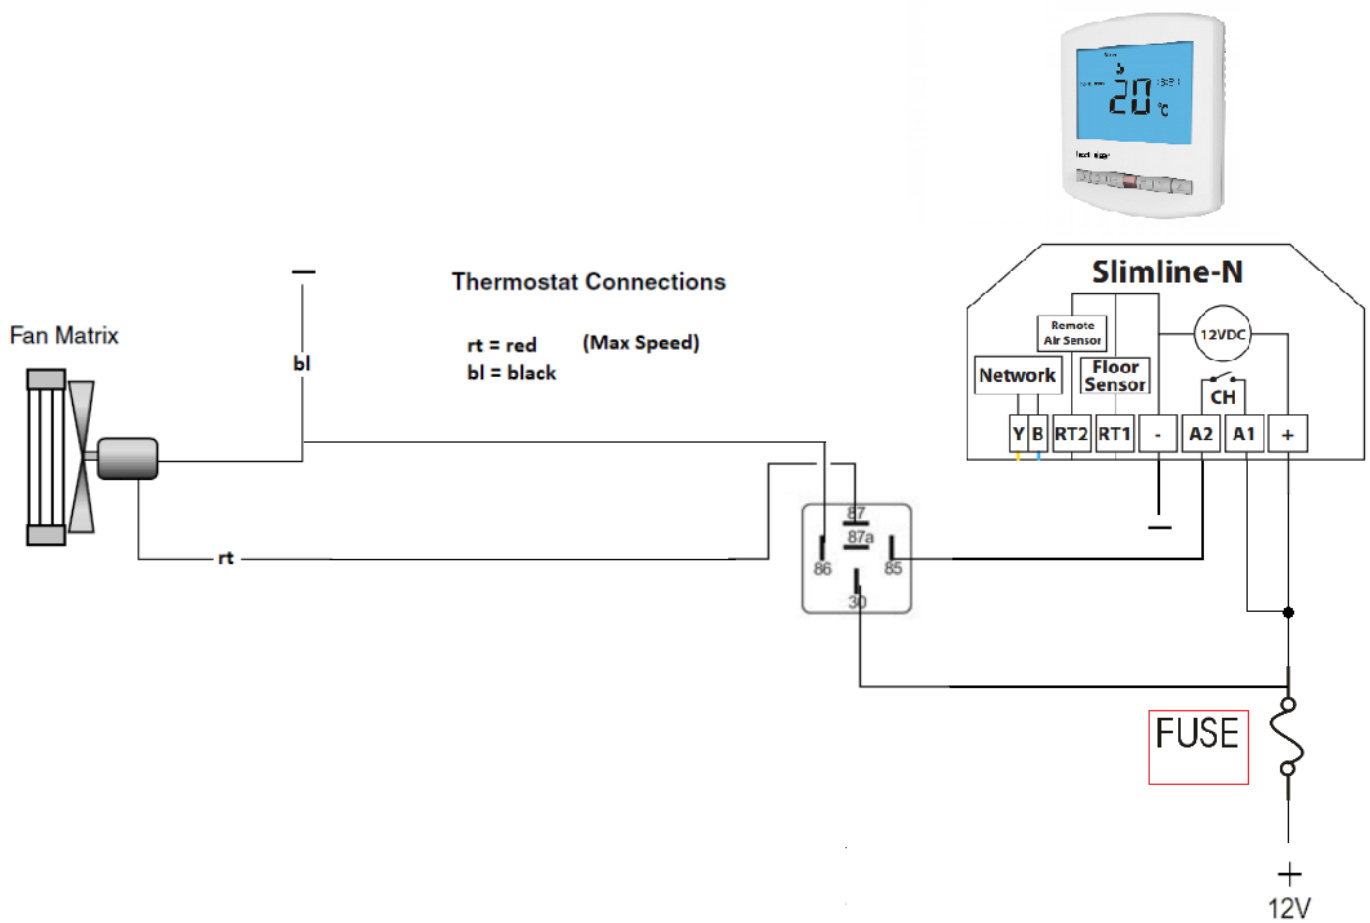 20 °C
Slimline-N
Thermostat Connections
Fan Matrix
rt = red (Max Speed)
bl = black
bl
Remote
Air Sensor
12VDC
Network
Floor
Sensor
CH
Y B RT2 RT1 - A2 A1 +
87
87a
86
85
30
rt
FUSE
+
12V